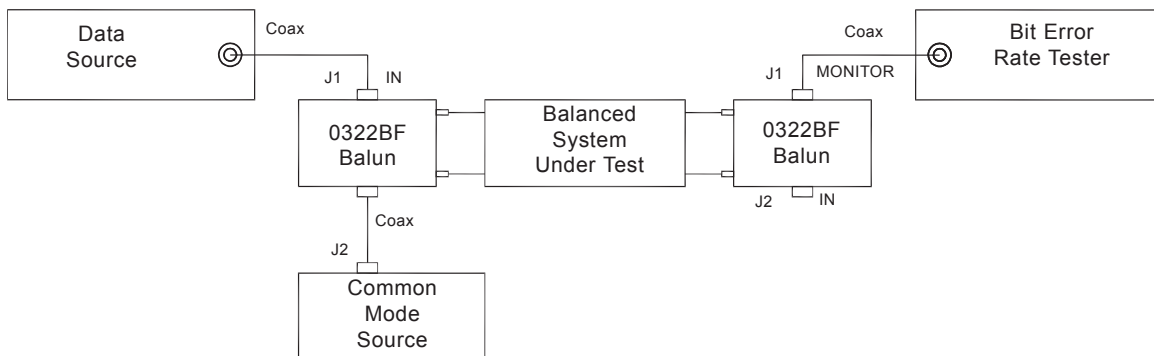 Data
Source
Coax
J1 IN
0322BF
Balun
Coax
J2
Common
Mode
Source
Balanced
System
Under Test
Coax
J1 MONITOR
0322BF
Balun
J2 IN
Bit Error
Rate Tester